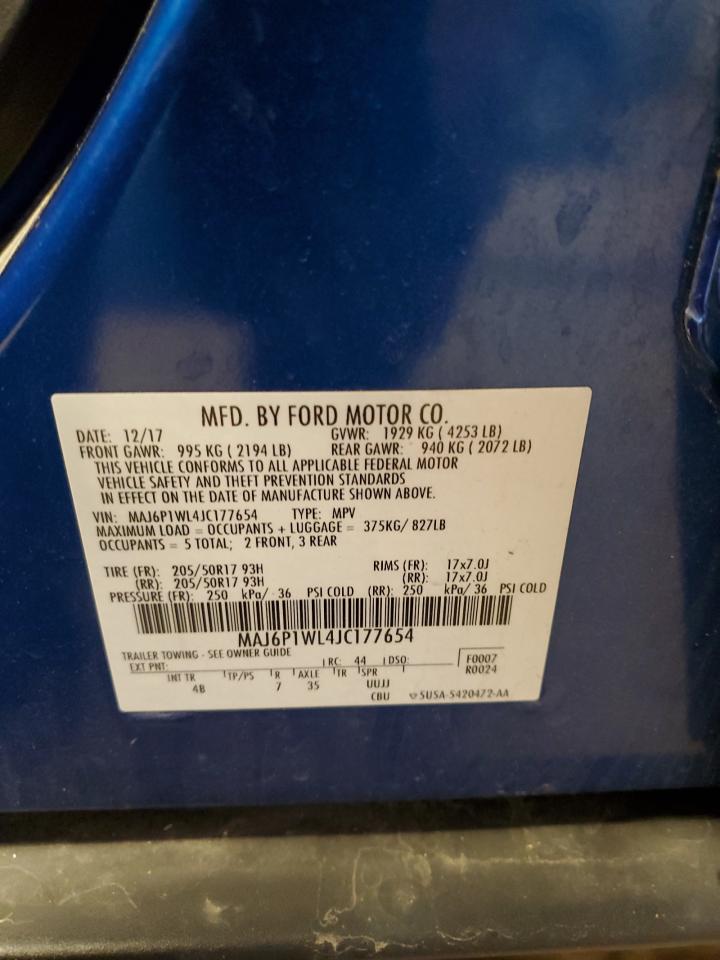 MFD. BY FORD MOTOR CO.
DATE: 12/17 GVWR: 1929 KG ( 4253 LB)
FRONT GAWR: 995 KG ( 2194 LB) REAR GAWR: 940 KG ( 2072 LB)
THIS VEHICLE CONFORMS TO ALL APPLICABLE FEDERAL MOTOR
VEHICLE SAFETY AND THEFT PREVENTION STANDARDS
IN EFFECT ON THE DATE OF MANUFACTURE SHOWN ABOVE.
VIN: MAJ6P1WL4JC177654 TYPE: MPV
MAXIMUM LOAD = OCCUPANTS + LUGGAGE = 375KG/ 827LB
OCCUPANTS = 5 TOTAL; 2 FRONT, 3 REAR
TIRE (FR): 205/50R17 93H RIMS (FR): 17x7.0J
(RR): 205/50R17 93H (RR): 17x7.0J
PRESSURE (FR): 250 kPa/ 36 PSI COLD (RR): 250 kPa/ 36 PSI COLD
MAJ6P1WL4JC177654
TRAILER TOWING - SEE OWNER GUIDE
EXT PNT: RC: 44 DSO: F0007
R0024
INT TR TP/PS R AXLE TR SPR
4B 7 35 UUJJ
CBU 5U5A-5420472-AA